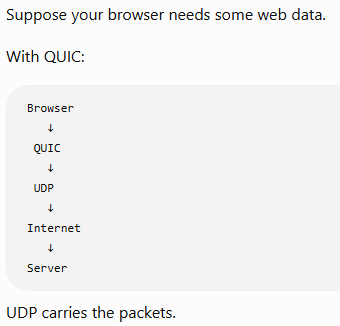 Suppose your browser needs some web data.
With QUIC:
Browser
↓
QUIC
↓
UDP
↓
Internet
↓
Server
UDP carries the packets.